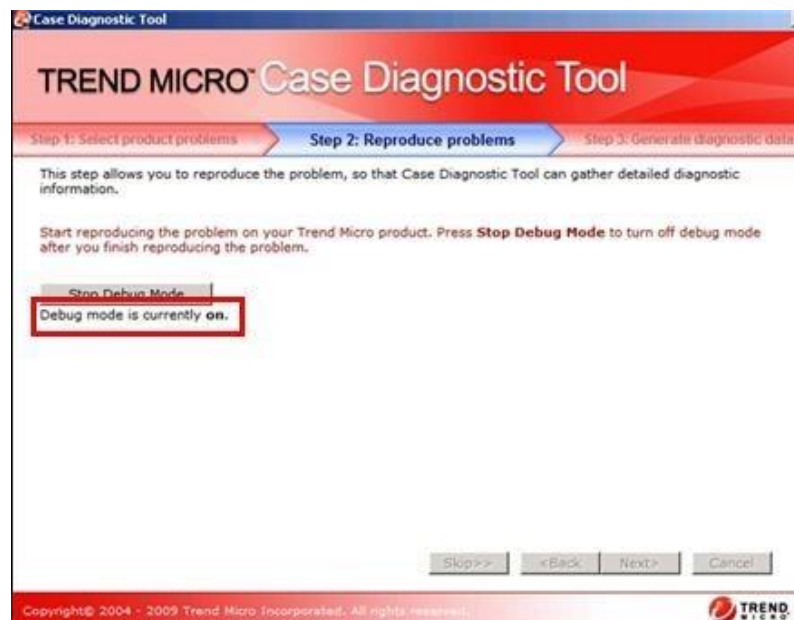 Case Diagnostic Tool
TREND MICRO™ Case Diagnostic Tool
Step 1: Select product problems
Step 2: Reproduce problems
Step 3: Generate diagnostic data
This step allows you to reproduce the problem, so that Case Diagnostic Tool can gather detailed diagnostic
information.
Start reproducing the problem on your Trend Micro product. Press Stop Debug Mode to turn off debug mode
after you finish reproducing the problem.
Stop Debug Mode
Debug mode is currently on.
Skip>> <Back Next> Cancel
Copyright© 2004 - 2009 Trend Micro Incorporated. All rights reserved.
TREND
MICRO